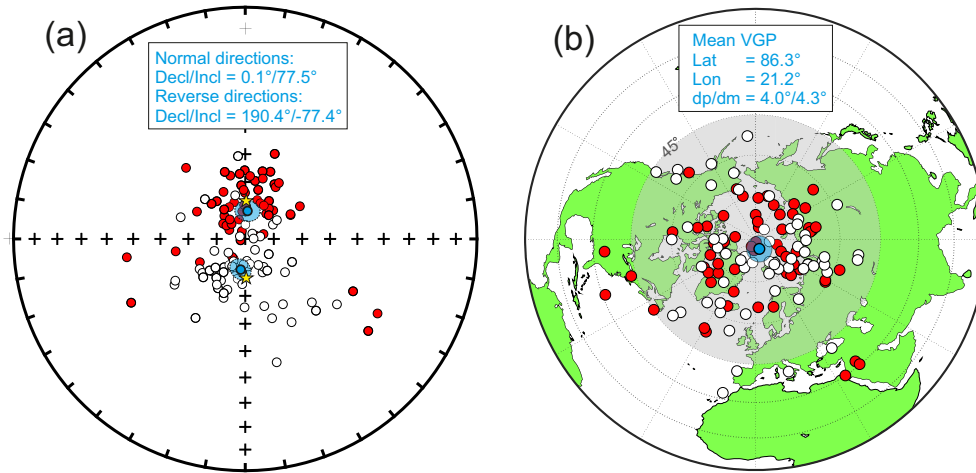 (a)
Normal directions:
Decl/Incl = 0.1°/77.5°
Reverse directions:
Decl/Incl = 190.4°/-77.4°
(b)
Mean VGP
Lat = 86.3°
Lon = 21.2°
dp/dm = 4.0°/4.3°
45°